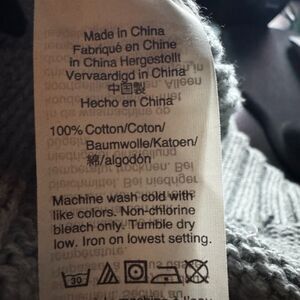 Made in China
Fabriqué en Chine
in China Hergestellt
Vervaardigd in China
中国製
Hecho en China
100% Cotton/Coton/
Baumwolle/Katoen/
綿/algodón
Machine wash cold with
like colors. Non-chlorine
bleach only. Tumble dry
low. Iron on lowest setting.
30